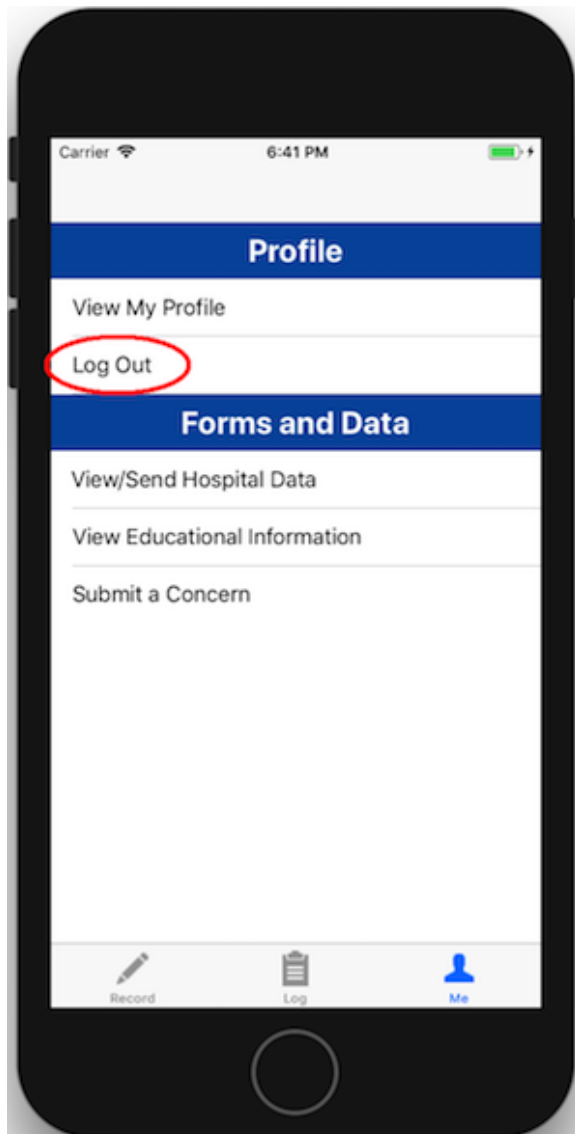 Carrier 6:41 PM
Profile
View My Profile
Log Out
Forms and Data
View/Send Hospital Data
View Educational Information
Submit a Concern
Record Log Me